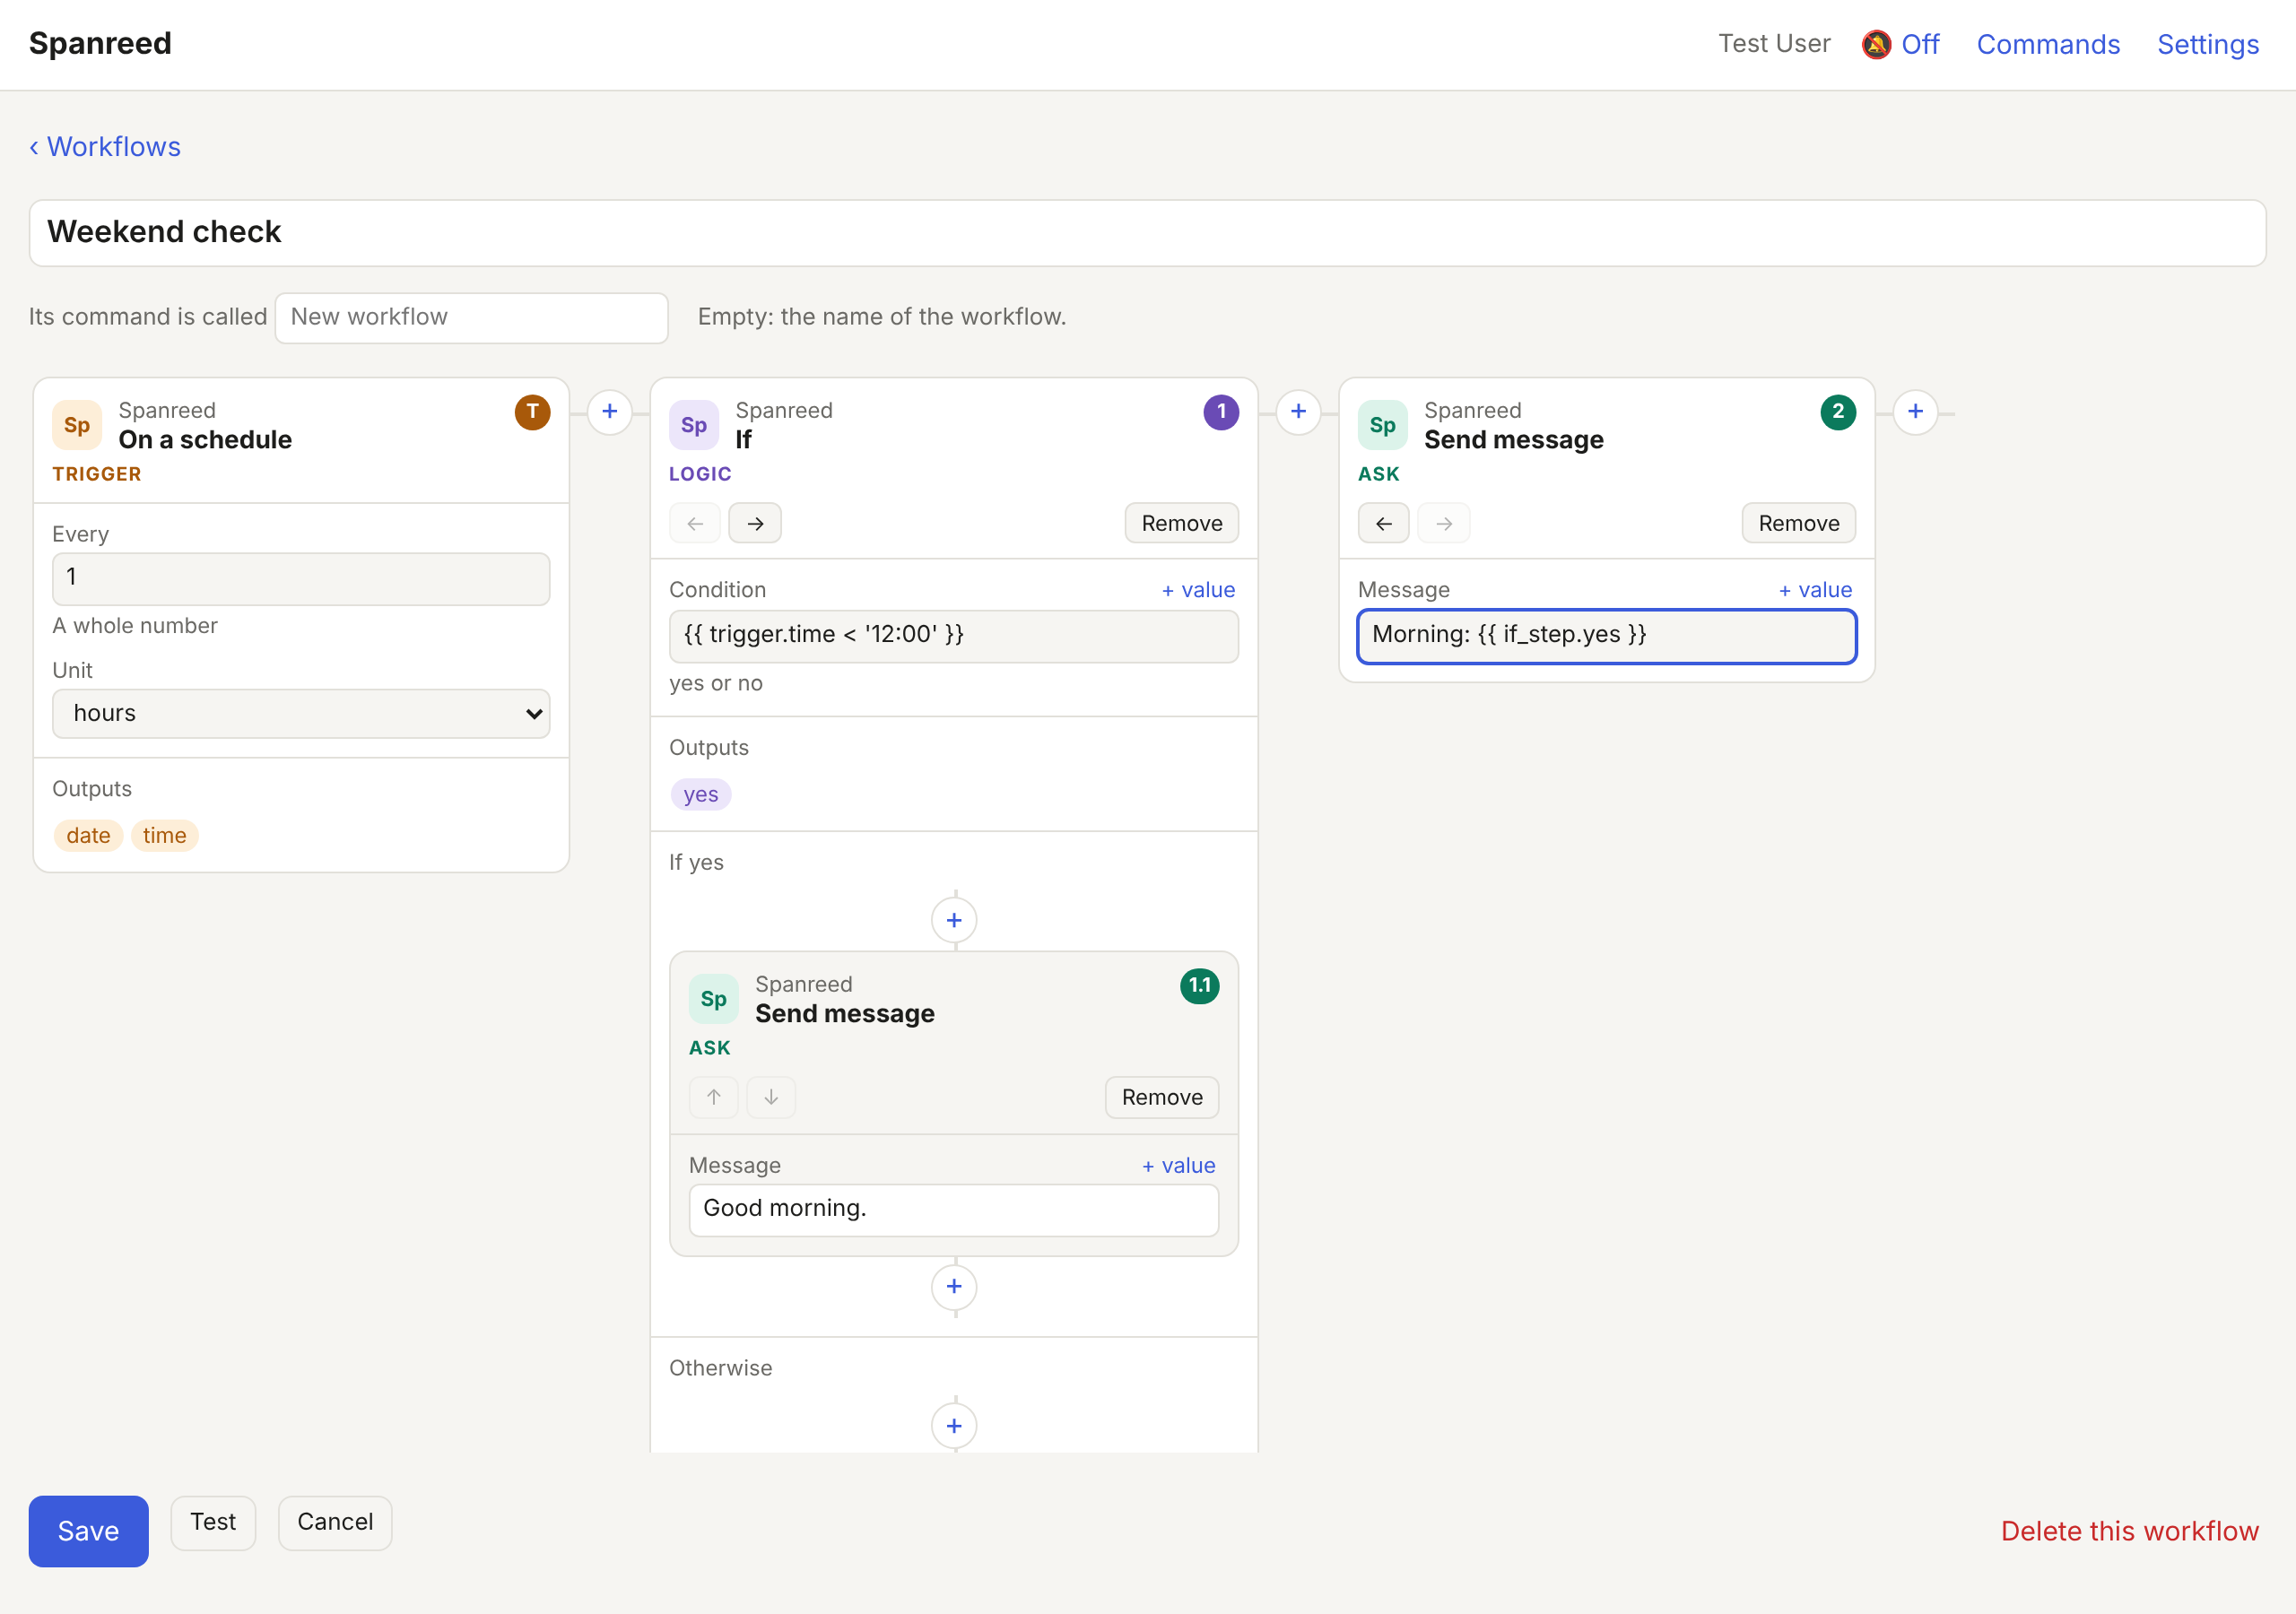 Spanreed
Test User
Off
Commands
Settings
‹ Workflows
Weekend check
Its command is called
New workflow
Empty: the name of the workflow.
Sp
Spanreed
On a schedule
T
TRIGGER
Every
1
A whole number
Unit
hours
Outputs
date
time
+
Sp
Spanreed
If
1
LOGIC
← →
Remove
Condition
+ value
{{ trigger.time < '12:00' }}
yes or no
Outputs
yes
If yes
+
Sp
Spanreed
Send message
1.1
ASK
↑ ↓
Remove
Message
+ value
Good morning.
+
Otherwise
+
+
Sp
Spanreed
Send message
2
ASK
← →
Remove
Message
+ value
Morning: {{ if_step.yes }}
+
Save
Test
Cancel
Delete this workflow